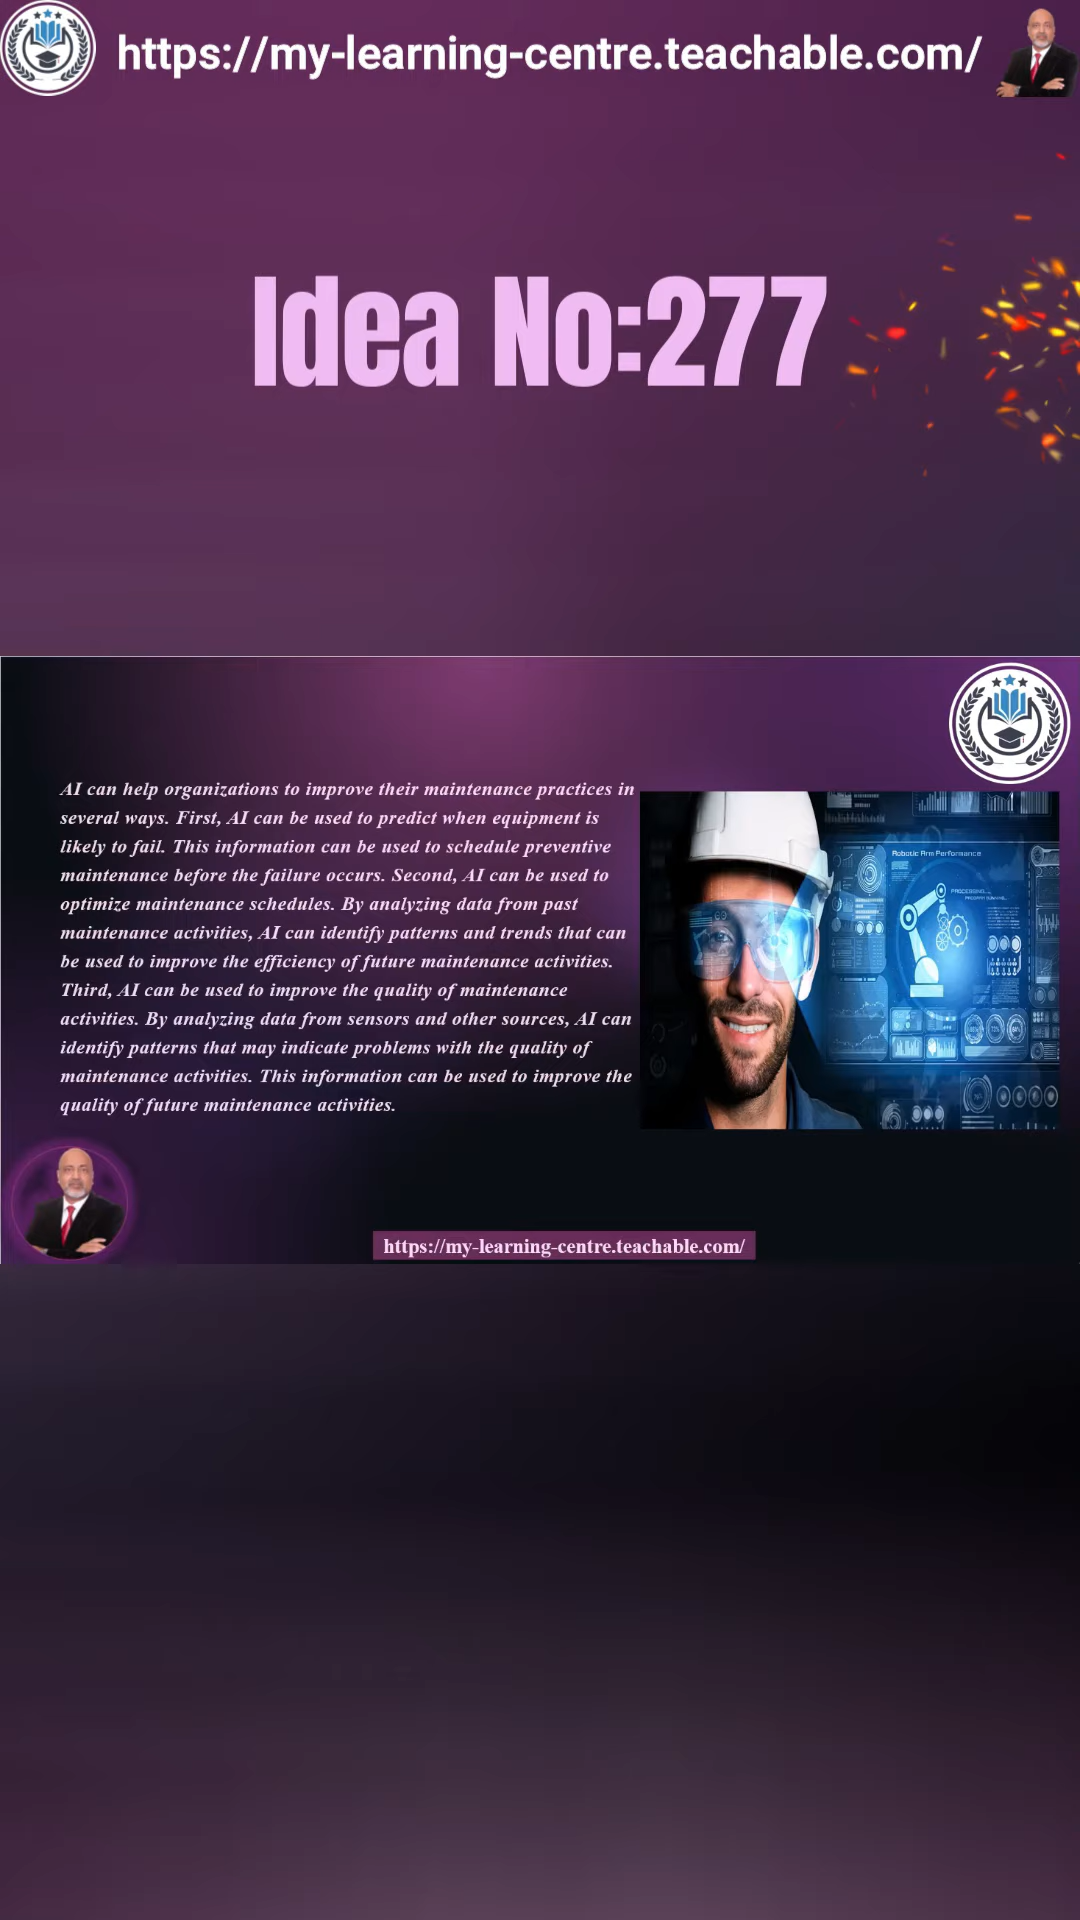 https://my-learning-centre.teachable.com/
Idea No:277
AI can help organizations to improve their maintenance practices in
several ways. First, AI can be used to predict when equipment is
likely to fail. This information can be used to schedule preventive
maintenance before the failure occurs. Second, AI can be used to
optimize maintenance schedules. By analyzing data from past
maintenance activities, AI can identify patterns and trends that can
be used to improve the efficiency of future maintenance activities.
Third, AI can be used to improve the quality of maintenance
activities. By analyzing data from sensors and other sources, AI can
identify patterns that may indicate problems with the quality of
maintenance activities. This information can be used to improve the
quality of future maintenance activities.
Robotic Arm Performance
PROCESSING...
https://my-learning-centre.teachable.com/